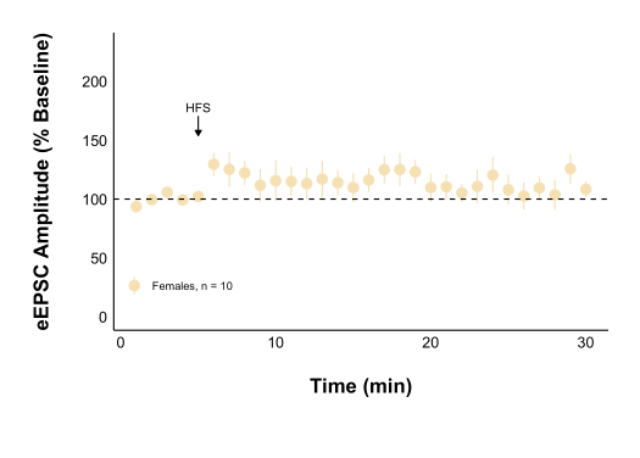 eEPSC Amplitude (% Baseline)
200
150
100
50
0
HFS
Females, n = 10
0 10 20 30
Time (min)